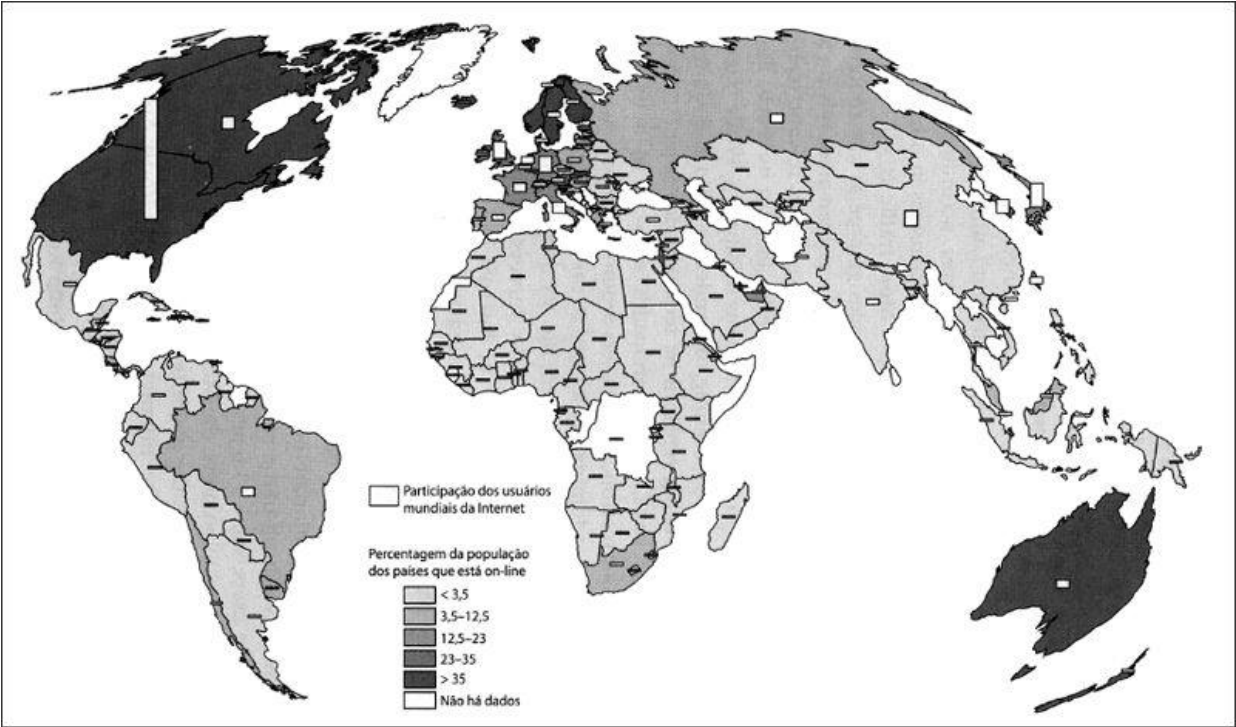 Participação dos usuários
mundiais da Internet
Percentagem da população
dos países que está on-line
< 3,5
3,5–12,5
12,5–23
23–35
> 35
Não há dados